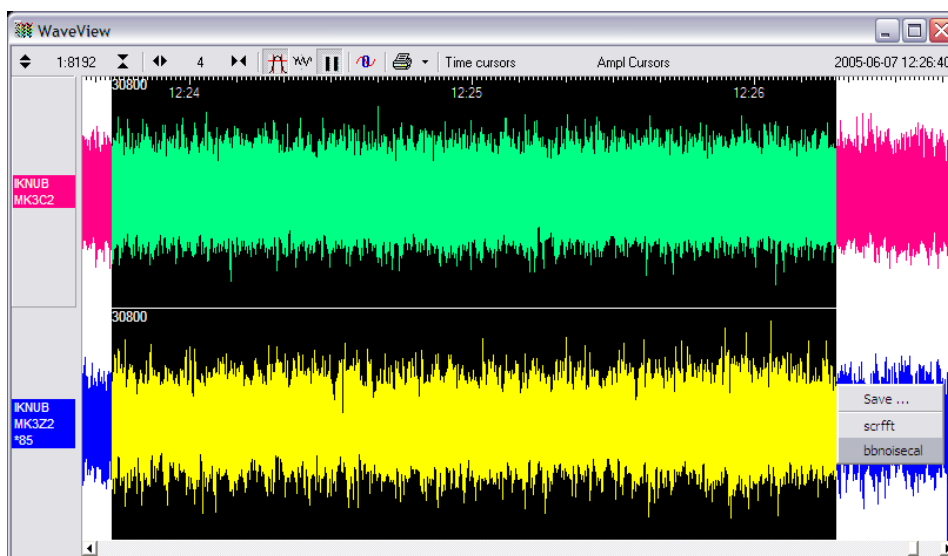 WaveView
1:8192 4 Time cursors Ampl Cursors 2005-06-07 12:26:40
30800
12:24 12:25 12:26
IKNUB
MK3C2
30800
IKNUB
MK3Z2
*85
Save ...
scrfft
bbnoisecal